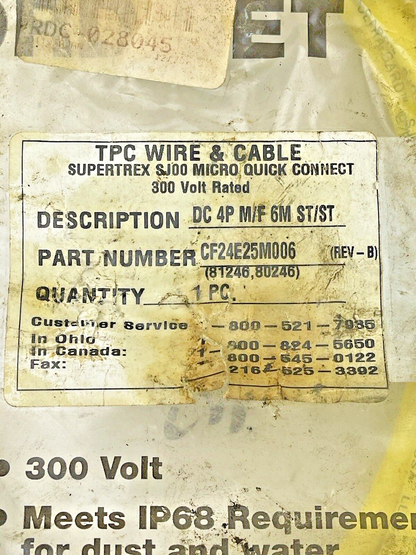 RDC-028045
ET
TPC WIRE & CABLE
SUPERTREX SJ00 MICRO QUICK CONNECT
300 Volt Rated
DESCRIPTION DC 4P M/F 6M ST/ST
PART NUMBER CF24E25M006 (REV-B)
(81246,80246)
QUANTITY 1 PC.
Customer Service 1-800-521-7935
In Ohio 1-800-824-5650
In Canada: 800-545-0122
Fax: 216-525-3392
• 300 Volt
• Meets IP68 Requiremen
for dust and water